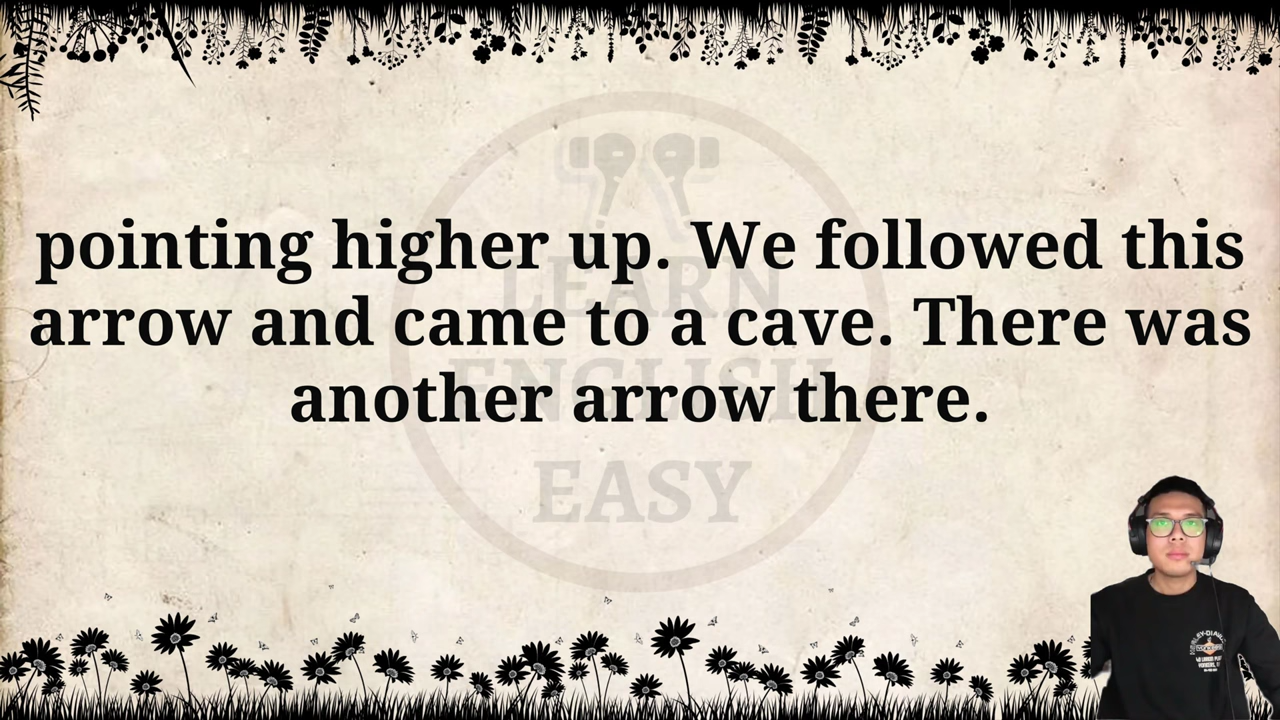 pointing higher up. We followed this
arrow and came to a cave. There was
another arrow there.
LEARN
ENGLISH
EASY